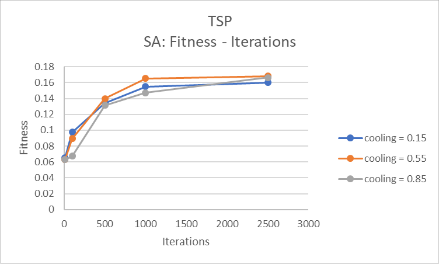 TSP
SA: Fitness - Iterations
0.18
0.16
0.14
0.12
0.1
0.08
0.06
0.04
0.02
0
Fitness
0 500 1000 1500 2000 2500 3000
Iterations
cooling = 0.15
cooling = 0.55
cooling = 0.85